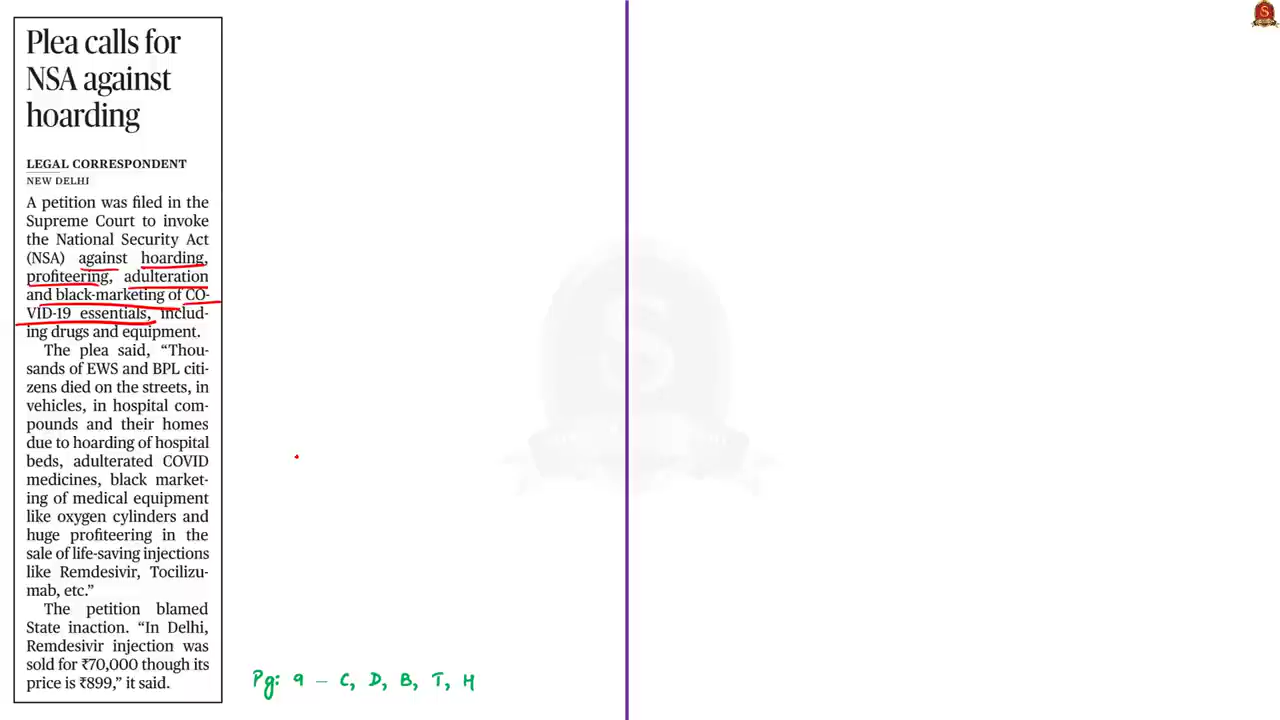 Plea calls for
NSA against
hoarding
LEGAL CORRESPONDENT
NEW DELHI
A petition was filed in the
Supreme Court to invoke
the National Security Act
(NSA) against hoarding,
profiteering, adulteration
and black-marketing of CO-
VID-19 essentials, includ-
ing drugs and equipment.
The plea said, “Thou-
sands of EWS and BPL citi-
zens died on the streets, in
vehicles, in hospital com-
pounds and their homes
due to hoarding of hospital
beds, adulterated COVID
medicines, black market-
ing of medical equipment
like oxygen cylinders and
huge profiteering in the
sale of life-saving injections
like Remdesivir, Tocilizu-
mab, etc.”
The petition blamed
State inaction. “In Delhi,
Remdesivir injection was
sold for ₹70,000 though its
price is ₹899,” it said.
Pg: 9 – C, D, B, T, H